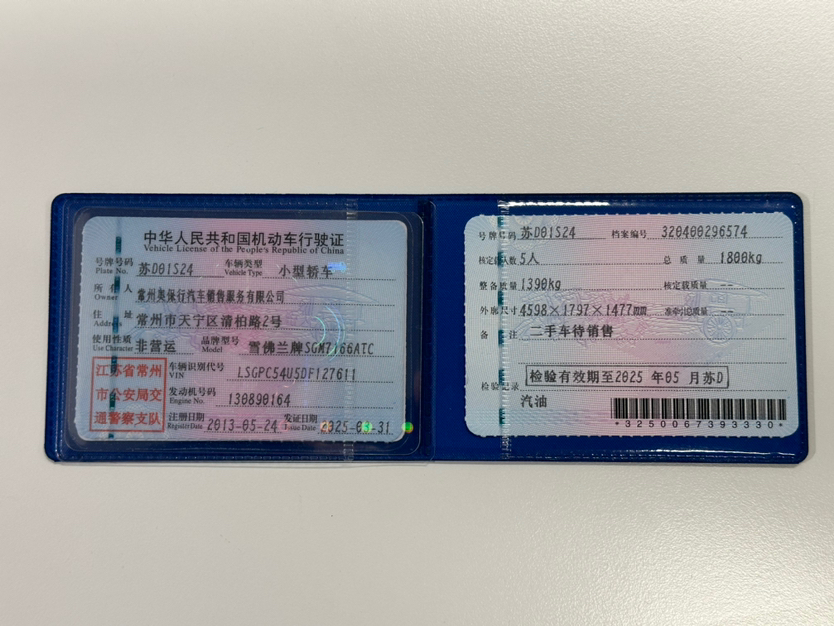 中华人民共和国机动车行驶证
Vehicle License of the People's Republic of China
号牌号码 苏D01S24 车辆类型 小型轿车
Plate No. Vehicle Type
所有人 常州奥保行汽车销售服务有限公司
Owner
住址 常州市天宁区清柏路2号
Address
使用性质 非营运 品牌型号 雪佛兰牌SGM7166ATC
Use Character Model
江苏省常州
市公安局交
通警察支队
车辆识别代号 LSGPC54U5DF127611
VIN
发动机号码 130890164
Engine No.
注册日期 2013-05-24 发证日期
Register Date Issue Date
号牌号码 苏D01S24 档案编号 320400296574
核定载人数 5人 总质量 1800kg
整备质量 1390kg 核定载质量 --
外廓尺寸 4598×1797×1477mm 准牵引总质量 --
备注 二手车待销售
检验记录 检验有效期至2025 年05 月苏D
汽油
*3250067393330*